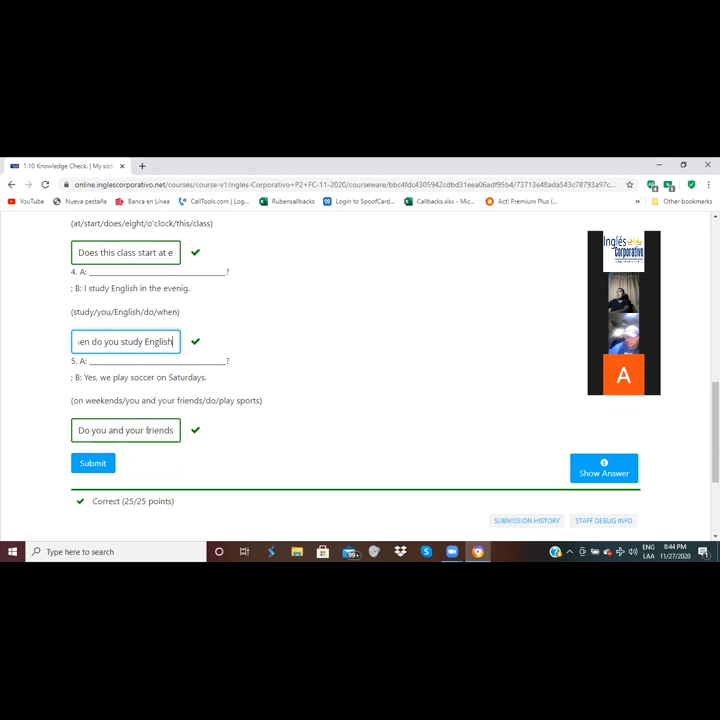 1.10 Knowledge Check. | My sist
online.inglescorporativo.net/courses/course-v1:Ingles-Corporativo+P2+FC-11-2020/courseware/bbc4fdc4305942cdbd31eea06adf95b4/73713e48ada543c78793a97c...
YouTube Nueva pestaña Banca en Línea CallTools.com | Log... Rubensallbacks Login to SpoofCard... Callbacks.xlsx - Mic... Act! Premium Plus (... » Other bookmarks
(at/start/does/eight/o'clock/this/class)
Does this class start at e
4. A: ______________________________?
; B: I study English in the evenig.
(study/you/English/do/when)
en do you study English
5. A: ______________________________?
; B: Yes, we play soccer on Saturdays.
(on weekends/you and your friends/do/play sports)
Do you and your friends
Submit
Show Answer
Correct (25/25 points)
SUBMISSION HISTORY STAFF DEBUG INFO
Inglés
Corporativo
A
Type here to search
99+
ENG 8:44 PM
LAA 11/27/2020